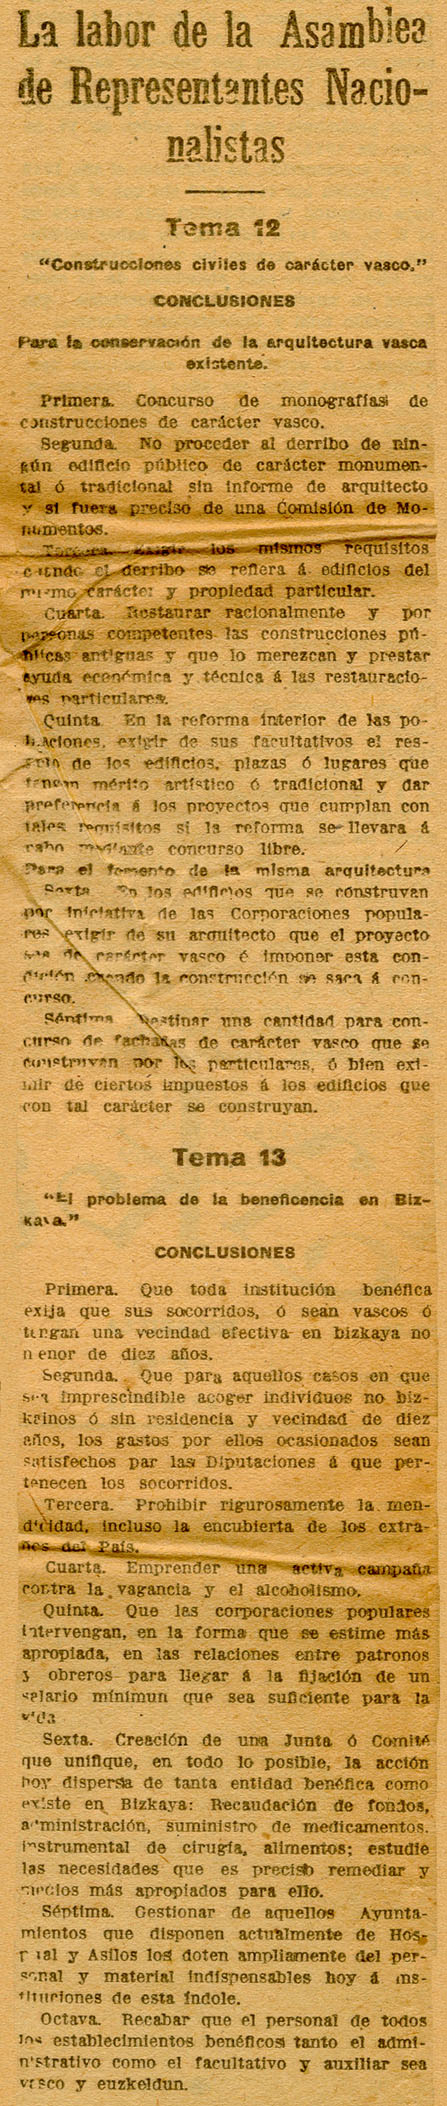 La labor de la Asamblea
de Representantes Nacio-
nalistas
Tema 12
"Construcciones civiles de carácter vasco."
CONCLUSIONES
Para la conservación de la arquitectura vasca
existente.
Primera. Concurso de monografías de
construcciones de carácter vasco.
Segunda. No proceder al derribo de nin-
gún edificio público de carácter monumen-
tal ó tradicional sin informe de arquitecto
y si fuera preciso de una Comisión de Mo-
numentos.
Tercera. Exigir los mismos requisitos
cuando el derribo se refiera á edificios del
mismo carácter y propiedad particular.
Cuarta. Restaurar racionalmente y por
personas competentes las construcciones pú-
blicas antiguas y que lo merezcan y prestar
ayuda económica y técnica á las restauracio-
nes particulares.
Quinta. En la reforma interior de las po-
blaciones, exigir de sus facultativos el res-
peto de los edificios, plazas ó lugares que
tengan mérito artístico ó tradicional y dar
preferencia á los proyectos que cumplan con
tales requisitos si la reforma se llevara á
cabo mediante concurso libre.
Para el fomento de la misma arquitectura
Sexta. En los edificios que se construyan
por iniciativa de las Corporaciones popula-
res exigir de su arquitecto que el proyecto
sea de carácter vasco é imponer esta con-
dición cuando la construcción se saca á con-
curso.
Séptima. Destinar una cantidad para con-
curso de fachadas de carácter vasco que se
construyan por los particulares, ó bien exi-
mir de ciertos impuestos á los edificios que
con tal carácter se construyan.
Tema 13
"El problema de la beneficencia en Biz-
kaya."
CONCLUSIONES
Primera. Que toda institución benéfica
exija que sus socorridos, ó sean vascos ó
tengan una vecindad efectiva en bizkaya no
menor de diez años.
Segunda. Que para aquellos casos en que
sea imprescindible acoger individuos no biz-
kainos ó sin residencia y vecindad de diez
años, los gastos por ellos ocasionados sean
satisfechos par las Diputaciones á que per-
tenecen los socorridos.
Tercera. Prohibir rigurosamente la men-
dicidad, incluso la encubierta de los extra-
ños del País.
Cuarta. Emprender una activa campaña
contra la vagancia y el alcoholismo.
Quinta. Que las corporaciones populares
intervengan, en la forma que se estime más
apropiada, en las relaciones entre patronos
y obreros para llegar á la fijación de un
salario mínimun que sea suficiente para la
vida
Sexta. Creación de una Junta ó Comité
que unifique, en todo lo posible, la acción
hoy dispersa de tanta entidad benéfica como
existe en Bizkaya: Recaudación de fondos,
administración, suministro de medicamentos.
instrumental de cirugía, alimentos; estudie
las necesidades que es preciso remediar y
medios más apropiados para ello.
Séptima. Gestionar de aquellos Ayunta-
mientos que disponen actualmente de Hos-
pital y Asilos los doten ampliamente del per-
sonal y material indispensables hoy á ins-
tituciones de esta índole.
Octava. Recabar que el personal de todos
los establecimientos benéficos tanto el admi-
nistrativo como el facultativo y auxiliar sea
vasco y euzkeldun.